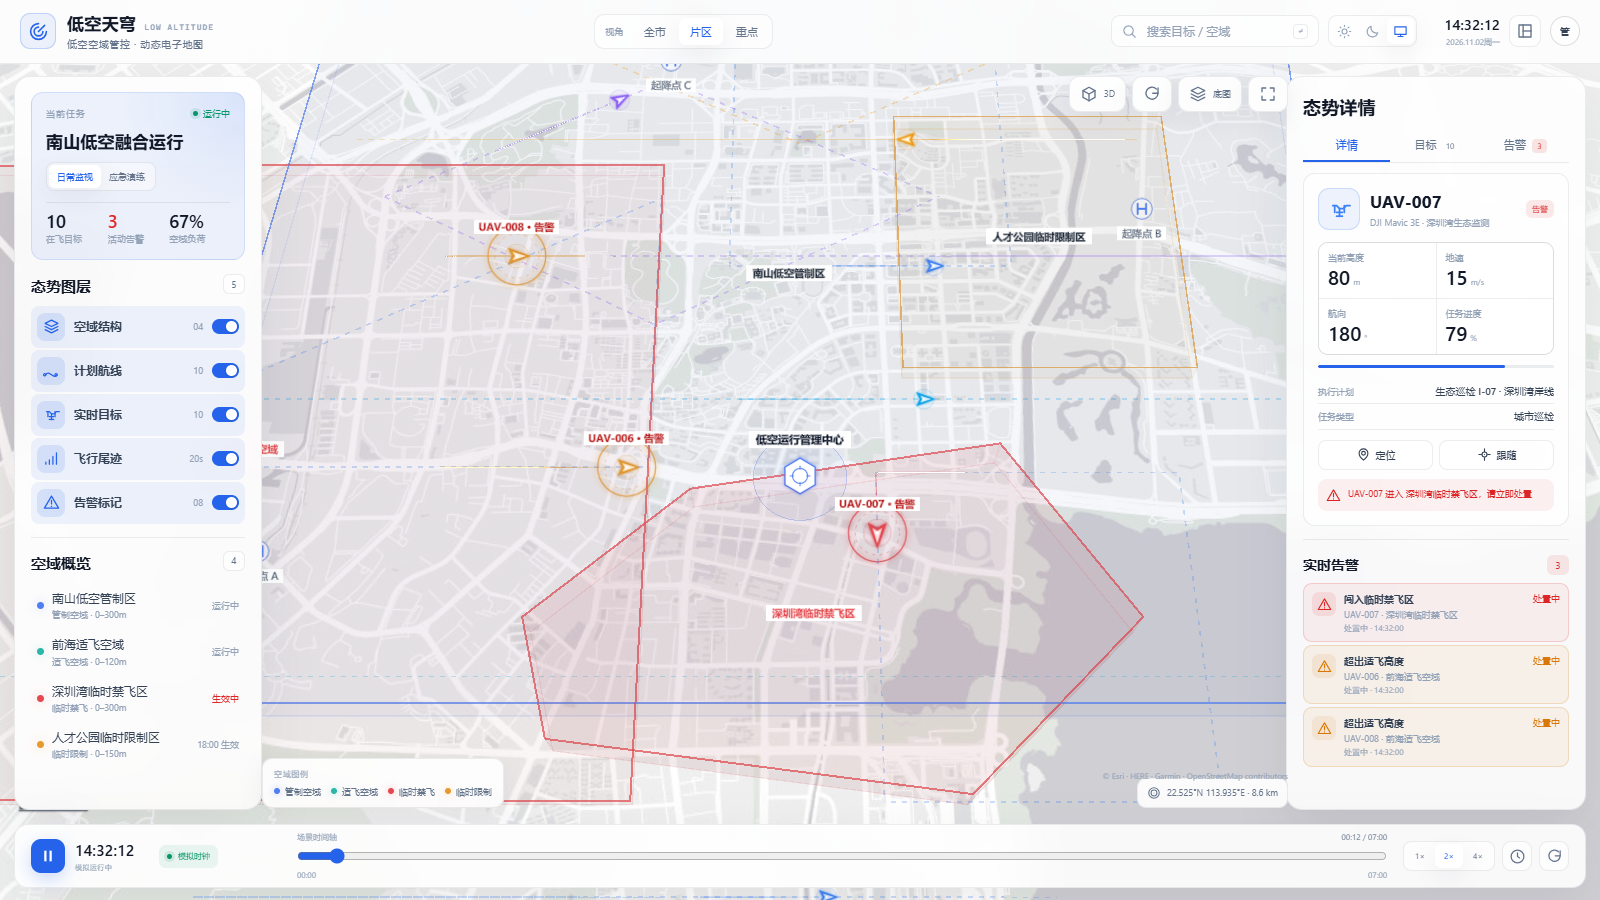 低空天穹 LOW ALTITUDE
低空空域管控 · 动态电子地图
视角 全市 片区 重点
搜索目标 / 空域
14:32:12
2026.11.02周一
管
当前任务 运行中
南山低空融合运行
日常监视 应急演练
10 3 67%
在飞目标 活动告警 空域负荷
态势图层 5
空域结构 04
计划航线 10
实时目标 10
飞行尾迹 20s
告警标记 08
空域概览 4
南山低空管制区 运行中
管制空域 · 0–300m
前海适飞空域 运行中
适飞空域 · 0–120m
深圳湾临时禁飞区 生效中
临时禁飞 · 0–300m
人才公园临时限制区 18:00 生效
临时限制 · 0–150m
起降点 C
3D
底图
UAV-008 • 告警
南山低空管制区
人才公园临时限制区
起降点 B
空域
UAV-006 • 告警
低空运行管理中心
UAV-007 • 告警
深圳湾临时禁飞区
点 A
空域图例
管制空域 适飞空域 临时禁飞 临时限制
© Esri · HERE · Garmin · OpenStreetMap contributors
22.525°N 113.935°E · 8.6 km
态势详情
详情 目标 10 告警 3
UAV-007 告警
DJI Mavic 3E · 深圳湾生态监测
当前高度 地速
80 m 15 m/s
航向 任务进度
180 ° 79 %
执行计划 生态巡检 I-07 · 深圳湾岸线
任务类型 城市巡检
定位 跟随
UAV-007 进入 深圳湾临时禁飞区，请立即处置
实时告警 3
闯入临时禁飞区 处置中
UAV-007 · 深圳湾临时禁飞区
处置中 · 14:32:00
超出适飞高度 处置中
UAV-006 · 前海适飞空域
处置中 · 14:32:00
超出适飞高度 处置中
UAV-008 · 前海适飞空域
处置中 · 14:32:00
14:32:12
模拟运行中
模拟时钟
场景时间轴 00:12 / 07:00
00:00 07:00
1× 2× 4×